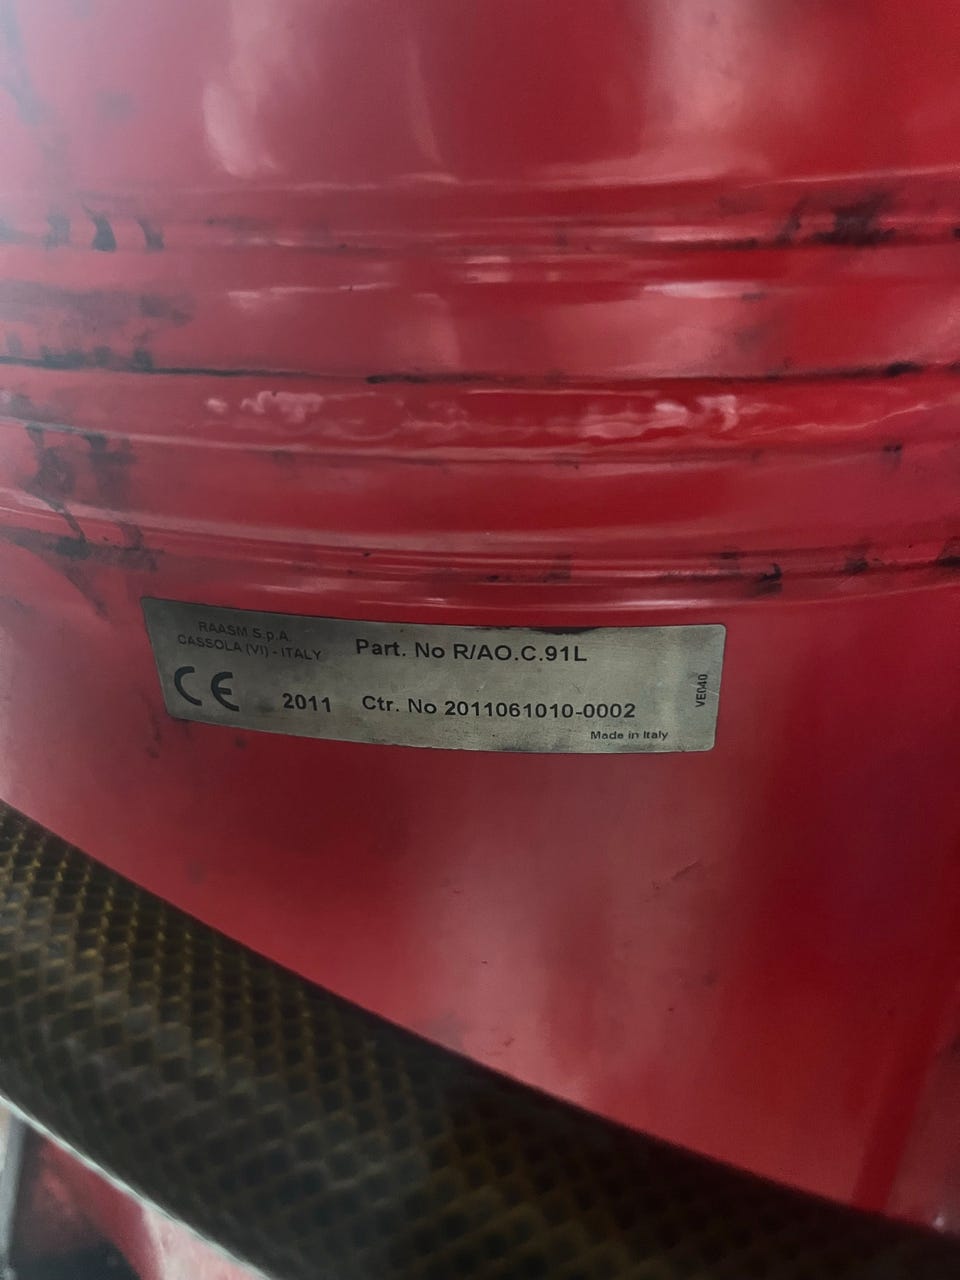 RAASM S.p.A.
CASSOLA (VI) - ITALY
Part. No R/AO.C.91L
CE
2011
Ctr. No 2011061010-0002
Made in Italy
VE040